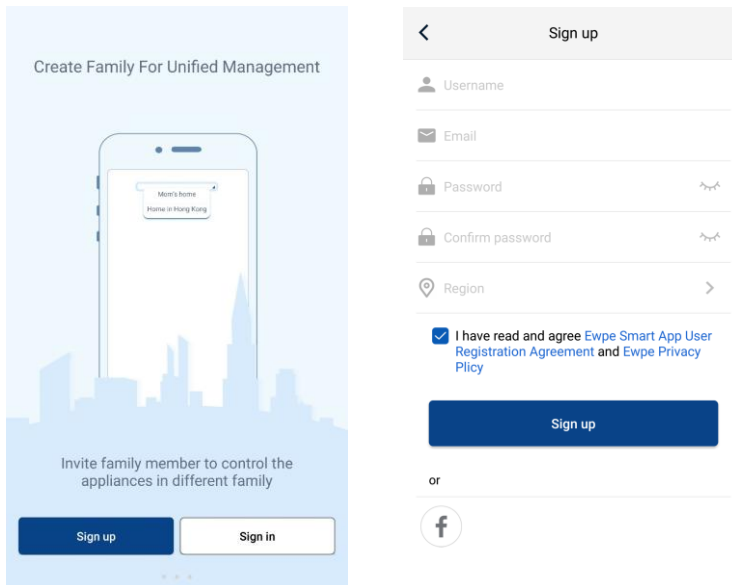 Create Family For Unified Management
Mom's home
Home in Hong Kong
Invite family member to control the
appliances in different family
Sign up
Sign in
Sign up
Username
Email
Password
Confirm password
Region
I have read and agree Ewpe Smart App User
Registration Agreement and Ewpe Privacy
Plicy
Sign up
or
f